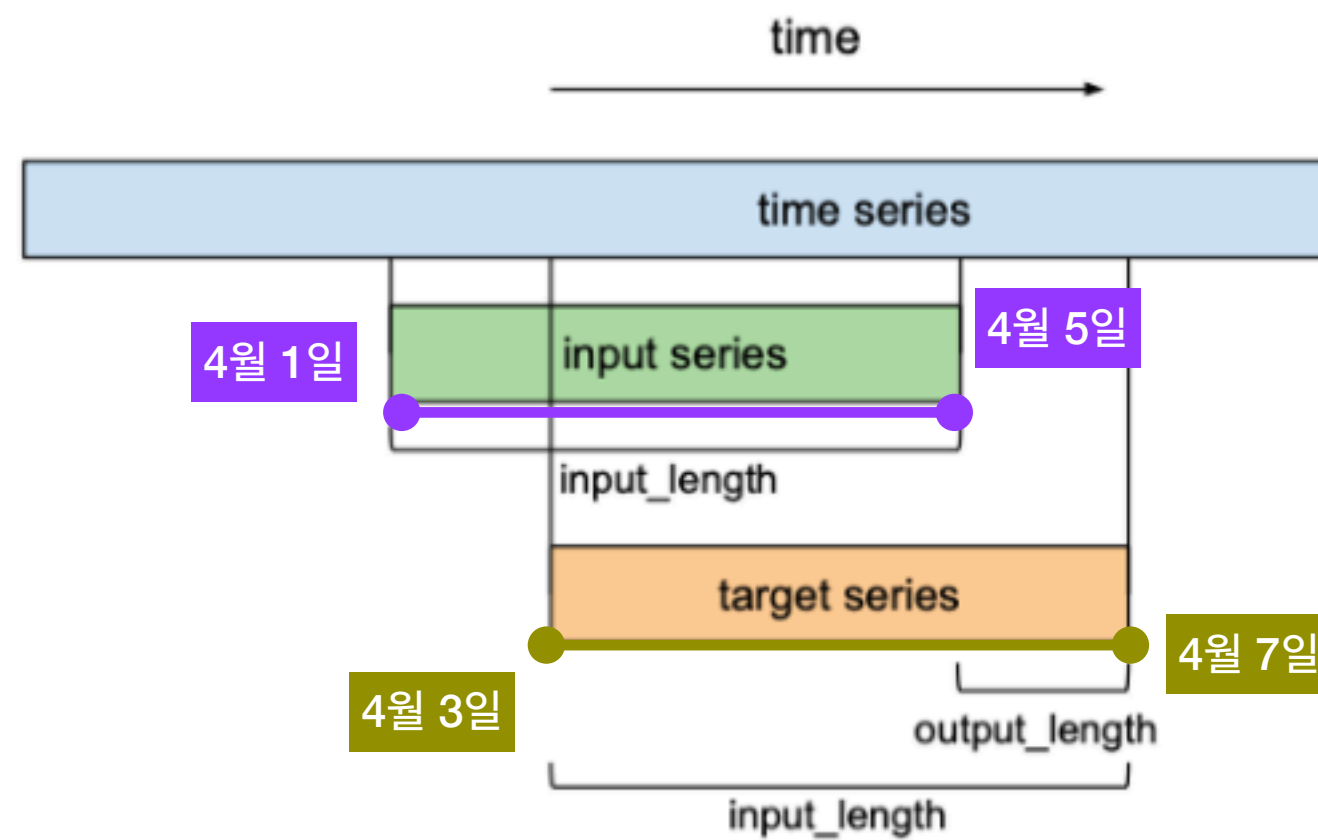 time
time series
4월 1일
input series
4월 5일
input_length
target series
4월 3일
4월 7일
output_length
input_length